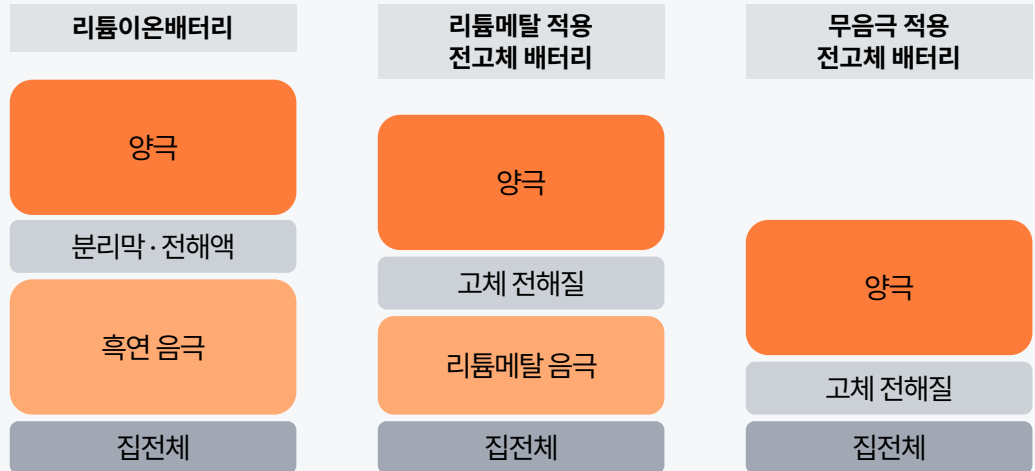 리튬이온배터리
양극
분리막 · 전해액
흑연 음극
집전체
리튬메탈 적용
전고체 배터리
양극
고체 전해질
리튬메탈 음극
집전체
무음극 적용
전고체 배터리
양극
고체 전해질
집전체